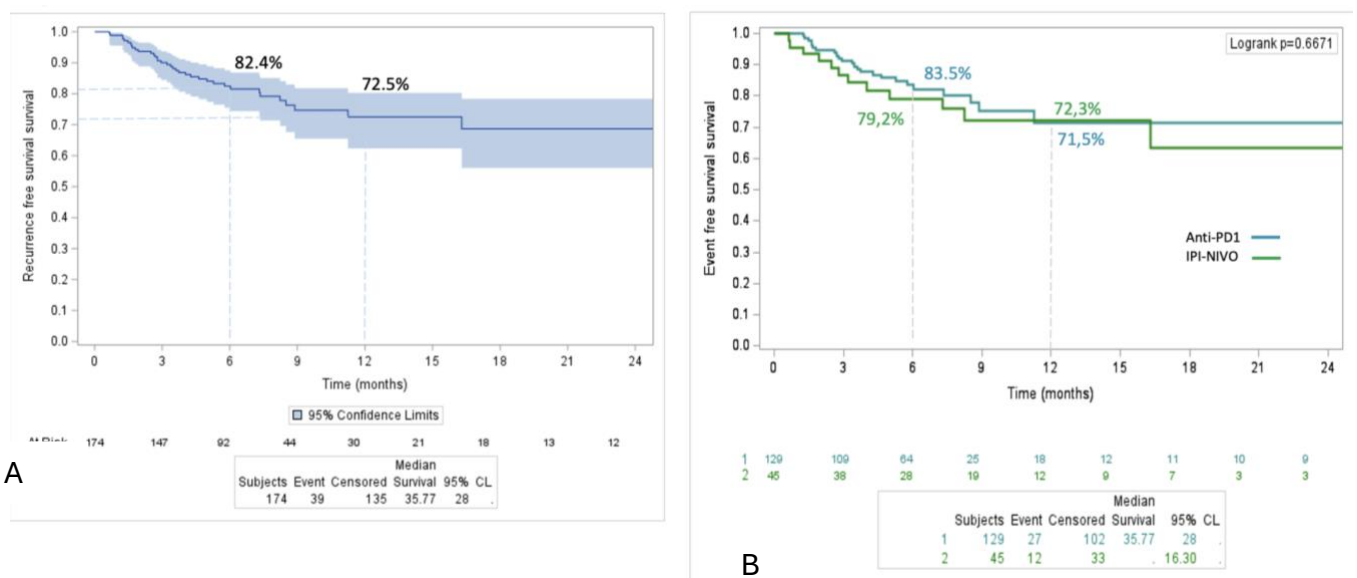 1.0
0.9
0.8
0.7
0.6
0.5
0.4
0.3
0.2
0.1
0.0
Recurrence free survival
82.4%
72.5%
0 3 6 9 12 15 18 21 24
Time (months)
95% Confidence Limits
174 147 92 44 30 21 18 13 12
A
Median
Subjects Event Censored Survival 95% CL
174 39 135 35.77 28 .
1.0
0.9
0.8
0.7
0.6
0.5
0.4
0.3
0.2
0.1
0.0
Event free survival survival
Logrank p=0.6671
83.5%
79,2%
72,3%
71,5%
Anti-PD1
IPI-NIVO
0 3 6 9 12 15 18 21 24
Time (months)
1 129 109 64 25 18 12 11 10 9
2 45 38 28 19 12 9 7 3 3
B
Median
Subjects Event Censored Survival 95% CL
1 129 27 102 35.77 28 .
2 45 12 33 . 16.30 .